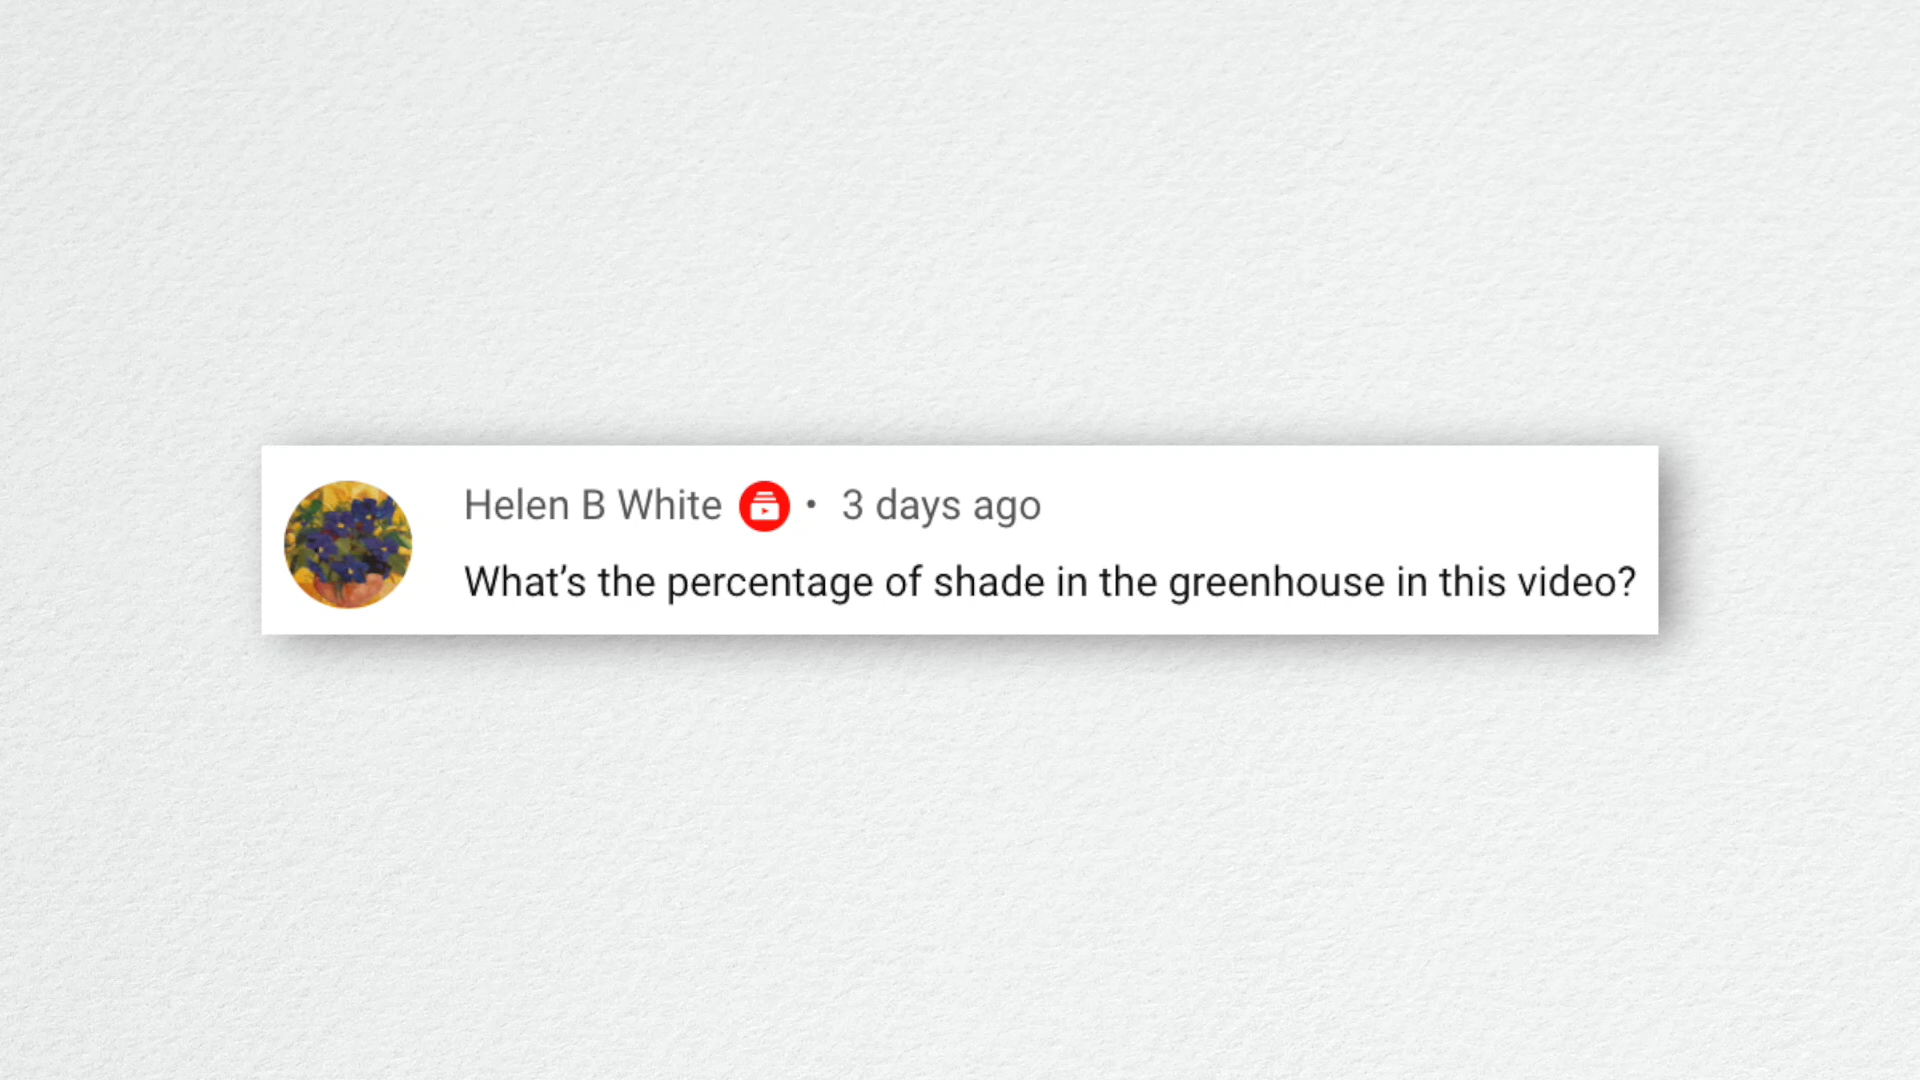 Helen B White • 3 days ago
What’s the percentage of shade in the greenhouse in this video?